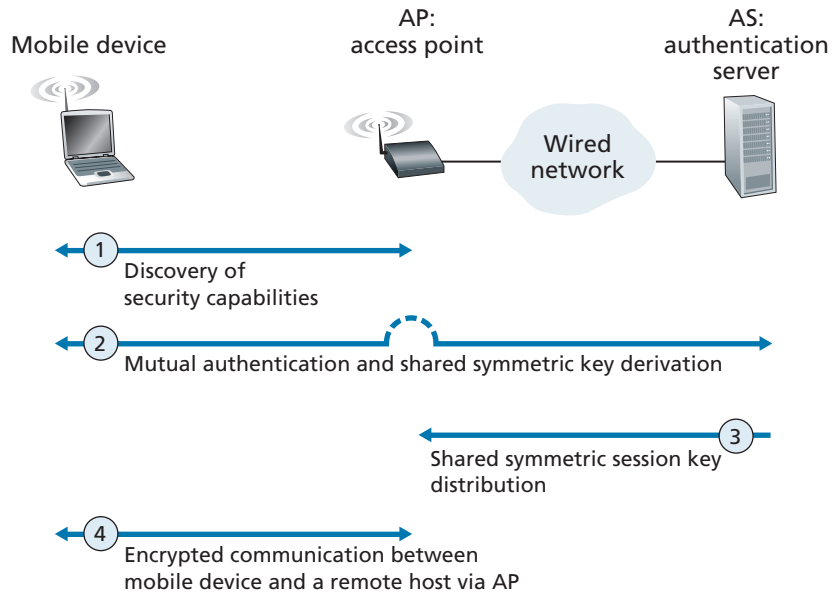 Mobile device
AP:
access point
AS:
authentication
server
Wired
network
1
Discovery of
security capabilities
2
Mutual authentication and shared symmetric key derivation
3
Shared symmetric session key
distribution
4
Encrypted communication between
mobile device and a remote host via AP